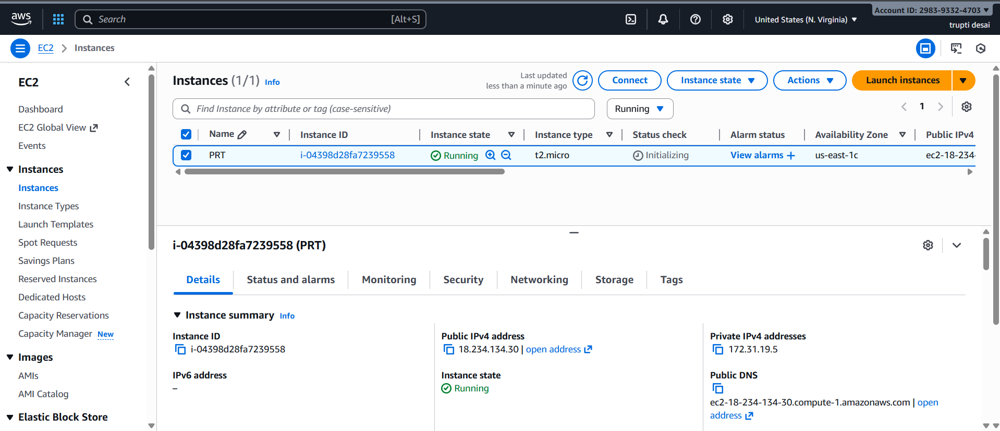 aws
Search [Alt+S]
United States (N. Virginia)
Account ID: 2983-9332-4703
trupti desai
EC2
Instances
EC2
Dashboard
EC2 Global View
Events
Instances
Instances
Instance Types
Launch Templates
Spot Requests
Savings Plans
Reserved Instances
Dedicated Hosts
Capacity Reservations
Capacity Manager New
Images
AMIs
AMI Catalog
Elastic Block Store
Instances (1/1) Info
Last updated
less than a minute ago
Connect
Instance state
Actions
Launch instances
Find Instance by attribute or tag (case-sensitive)
Running
1
Name Instance ID Instance state Instance type Status check Alarm status Availability Zone Public IPv4
PRT i-04398d28fa7239558 Running t2.micro Initializing View alarms + us-east-1c ec2-18-234-
i-04398d28fa7239558 (PRT)
Details Status and alarms Monitoring Security Networking Storage Tags
Instance summary Info
Instance ID
i-04398d28fa7239558
IPv6 address
–
Public IPv4 address
18.234.134.30 | open address
Instance state
Running
Private IPv4 addresses
172.31.19.5
Public DNS
ec2-18-234-134-30.compute-1.amazonaws.com | open
address